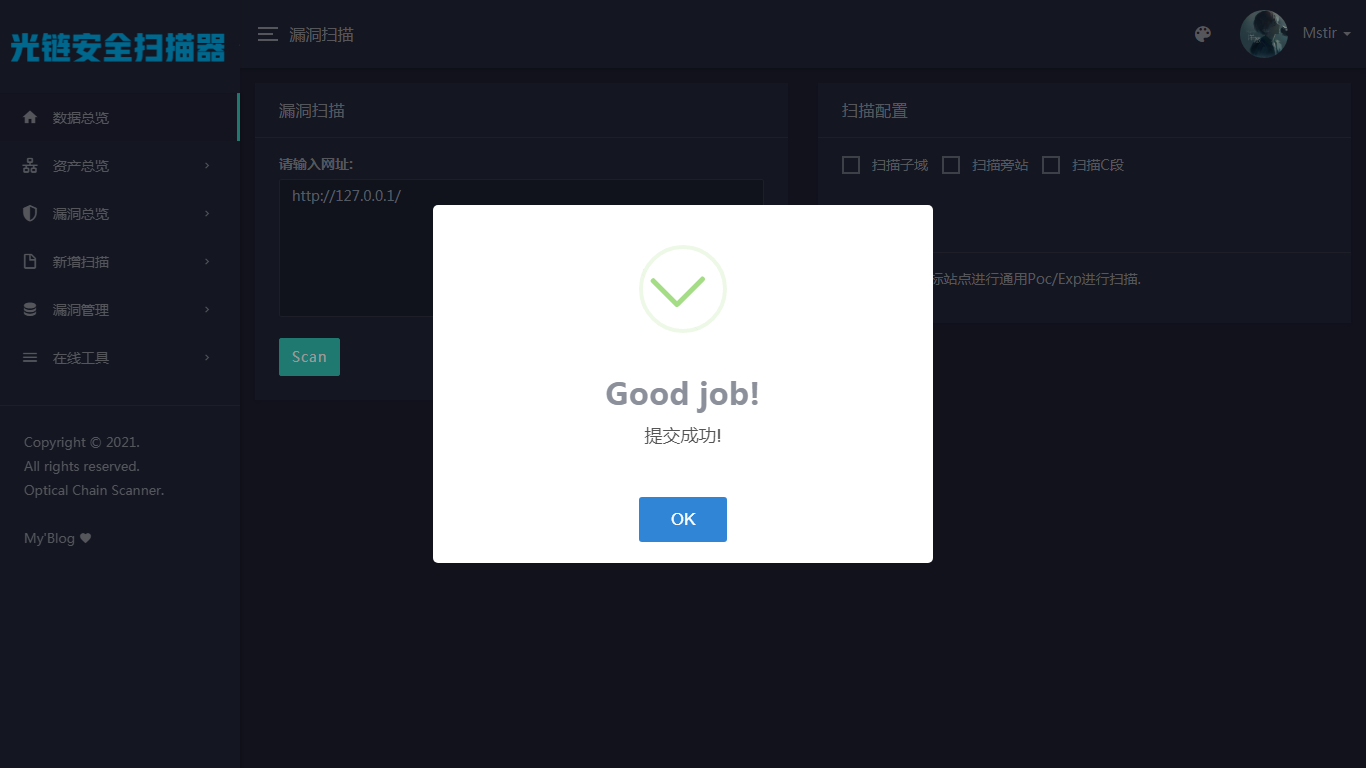 光链安全扫描器
漏洞扫描
Mstir
数据总览
资产总览
漏洞总览
新增扫描
漏洞管理
在线工具
Copyright © 2021.
All rights reserved.
Optical Chain Scanner.
My'Blog
漏洞扫描
请输入网址:
http://127.0.0.1/
Scan
扫描配置
扫描子域 扫描旁站 扫描C段
标站点进行通用Poc/Exp进行扫描.
Good job!
提交成功!
OK